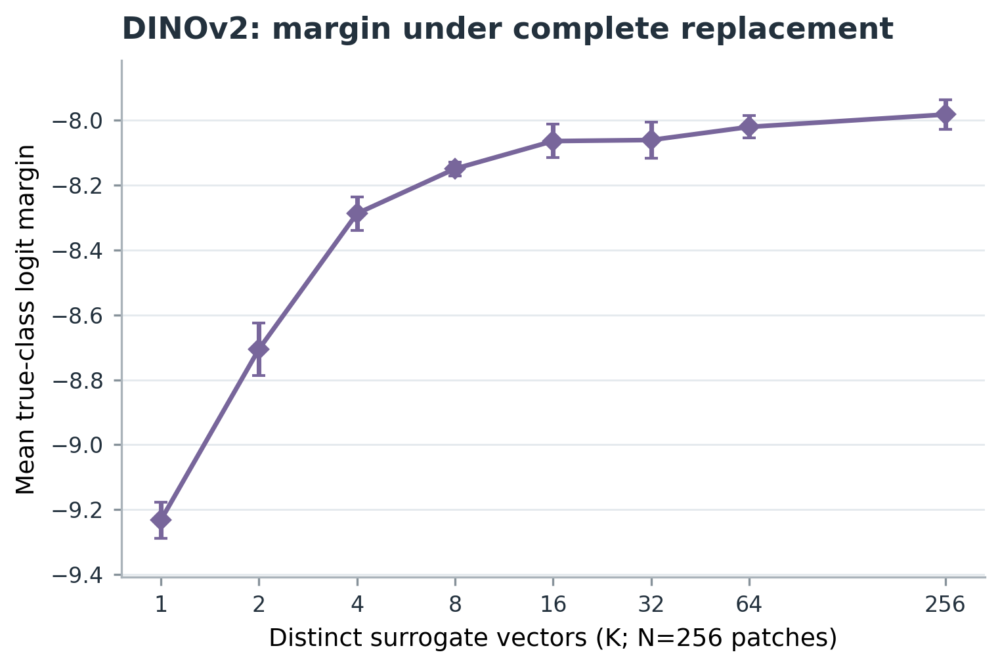 DINOv2: margin under complete replacement
Mean true-class logit margin
−8.0
−8.2
−8.4
−8.6
−8.8
−9.0
−9.2
−9.4
1 2 4 8 16 32 64 256
Distinct surrogate vectors (K; N=256 patches)